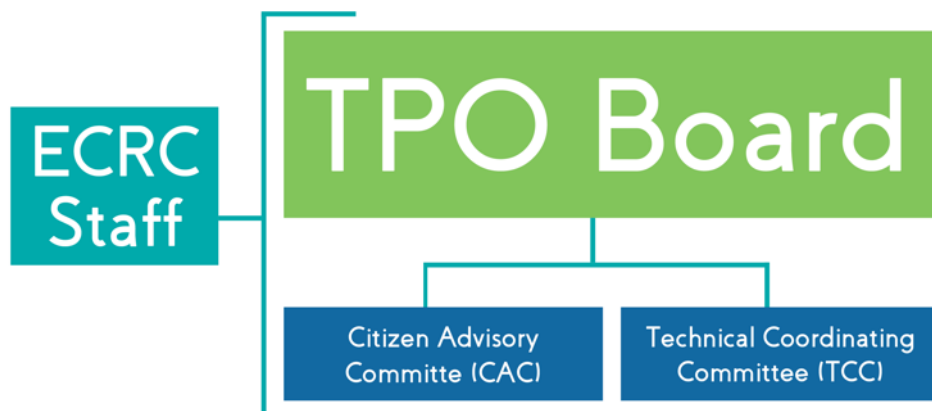 ECRC
Staff
TPO Board
Citizen Advisory
Committe (CAC)
Technical Coordinating
Committee (TCC)